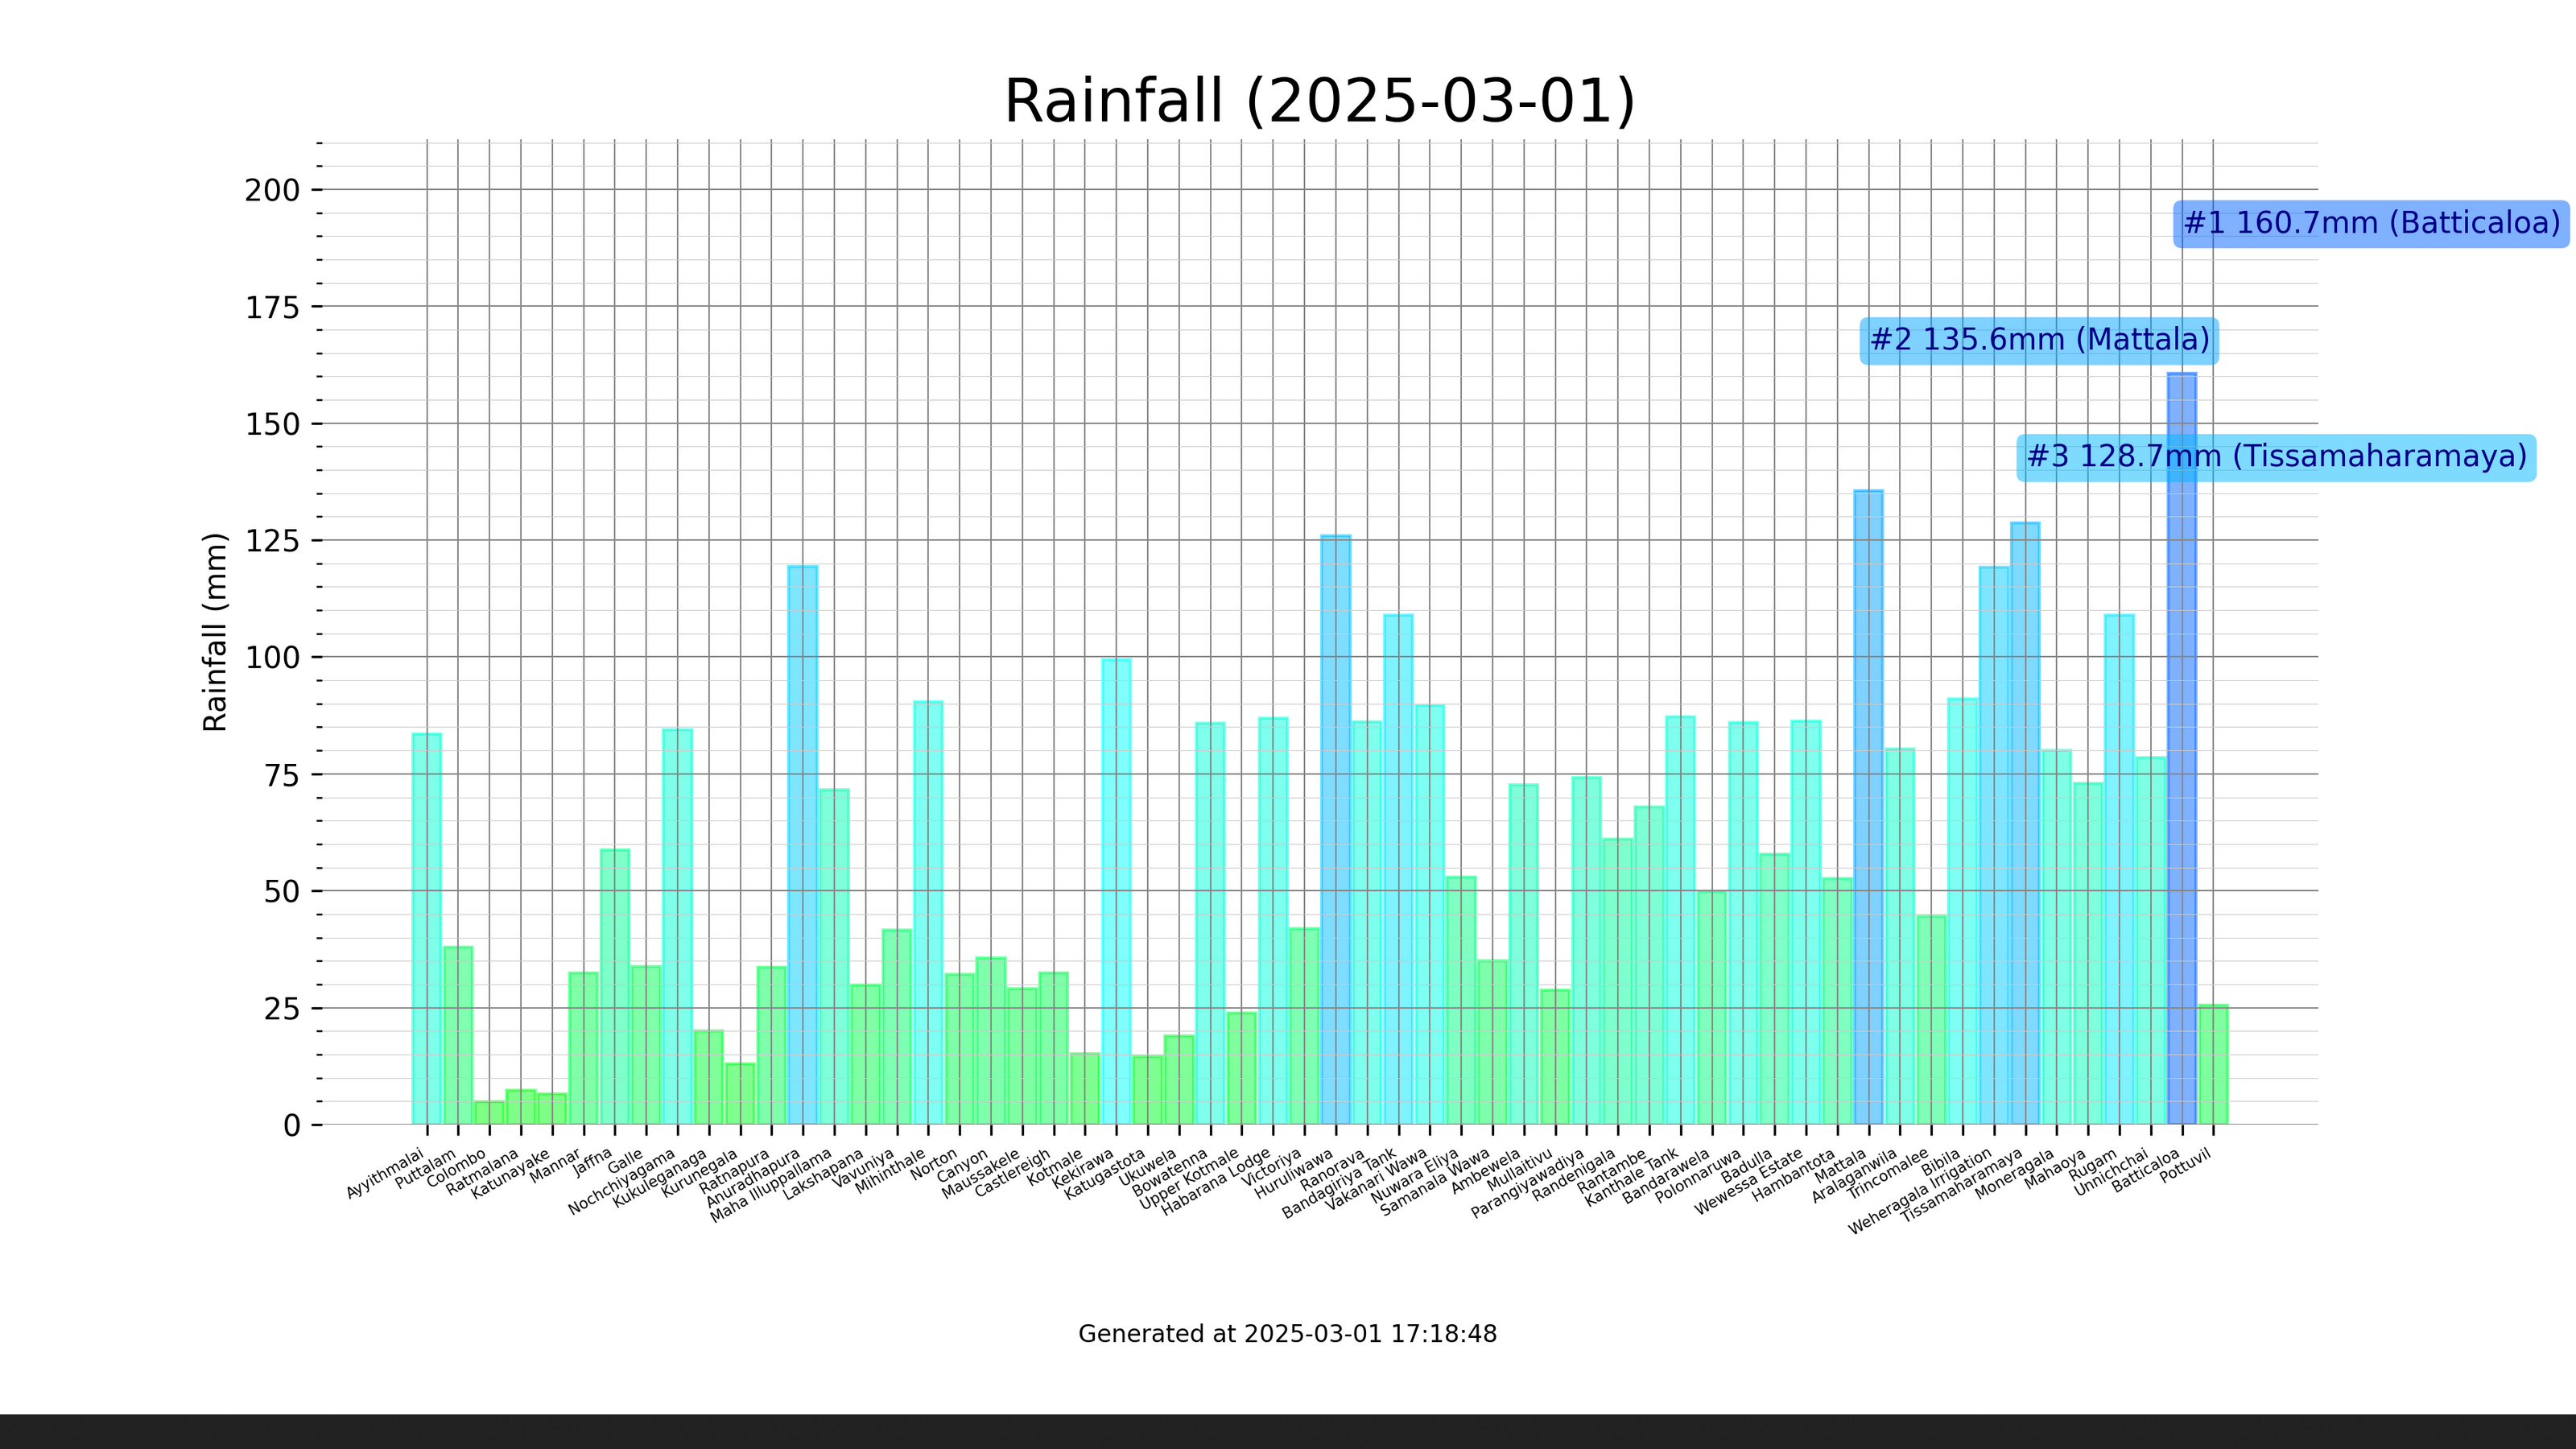 Rainfall (2025-03-01)
Rainfall (mm)
200
175
150
125
100
75
50
25
0
#1 160.7mm (Batticaloa)
#2 135.6mm (Mattala)
#3 128.7mm (Tissamaharamaya)
Ayyithmalai
Puttalam
Colombo
Ratmalana
Katunayake
Mannar
Jaffna
Galle
Nochchiyagama
Kukuleganaga
Kurunegala
Ratnapura
Anuradhapura
Maha Illuppallama
Lakshapana
Vavuniya
Mihinthale
Norton
Canyon
Maussakele
Castlereigh
Kotmale
Kekirawa
Katugastota
Ukuwela
Bowatenna
Upper Kotmale
Habarana Lodge
Victoriya
Huruliwawa
Ranorava
Bandagiriya Tank
Vakanari Wawa
Nuwara Eliya
Samanala Wawa
Ambewela
Mullaitivu
Parangiyawadiya
Randenigala
Rantambe
Kanthale Tank
Bandarawela
Polonnaruwa
Badulla
Wewessa Estate
Hambantota
Mattala
Aralaganwila
Trincomalee
Bibila
Weheragala Irrigation
Tissamaharamaya
Moneragala
Mahaoya
Rugam
Unnichchai
Batticaloa
Pottuvil
Generated at 2025-03-01 17:18:48